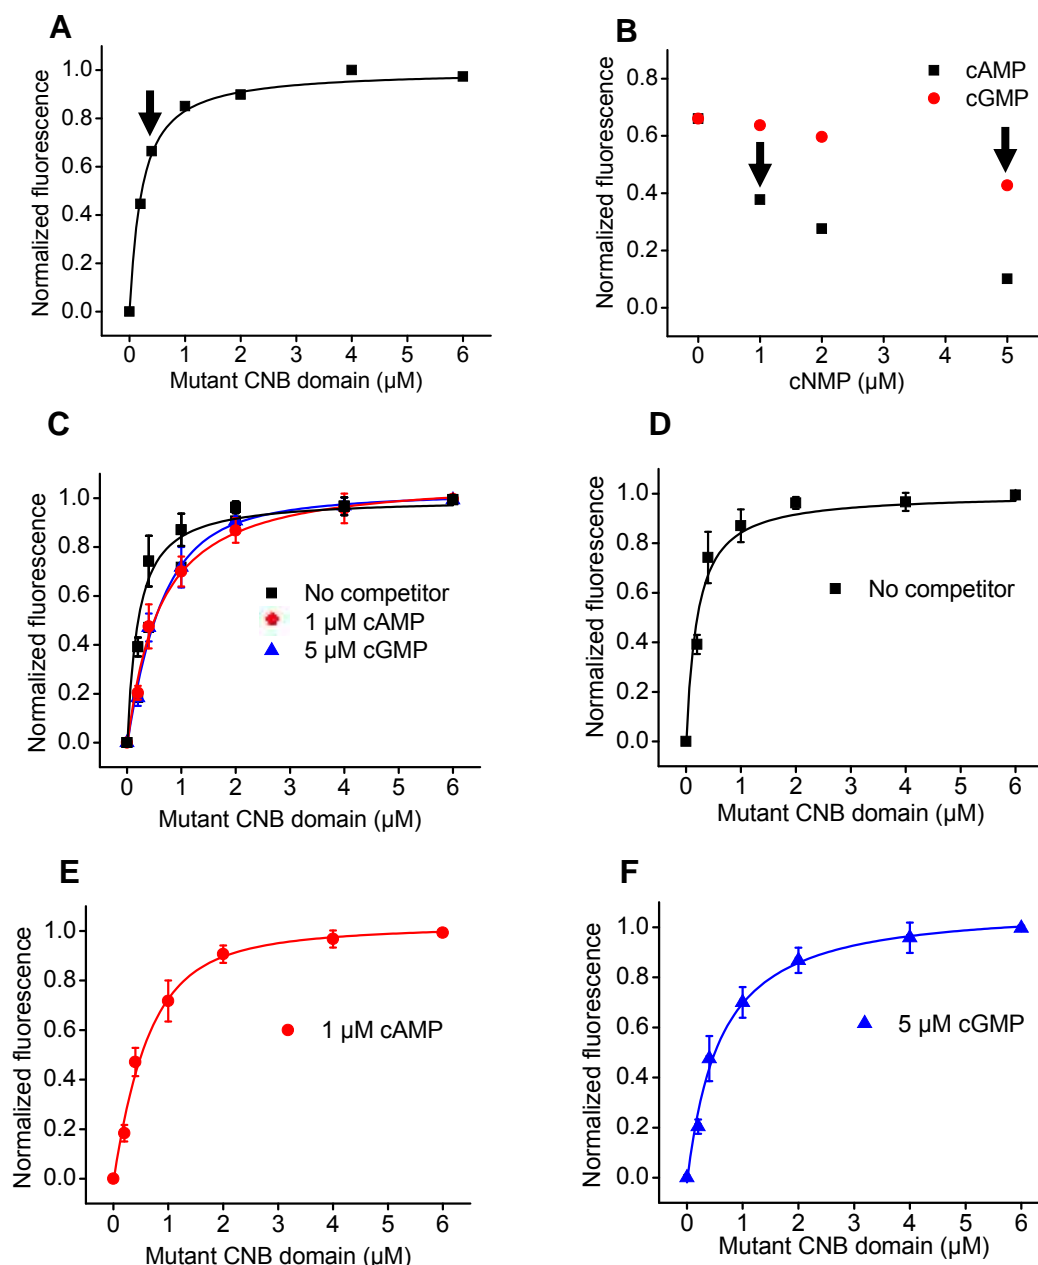 A
Normalized fluorescence
1.0
0.8
0.6
0.4
0.2
0.0
0 1 2 3 4 5 6
Mutant CNB domain (µM)
B
Normalized fluorescence
0.8
0.6
0.4
0.2
0.0
cAMP
cGMP
0 1 2 3 4 5
cNMP (µM)
C
Normalized fluorescence
1.0
0.8
0.6
0.4
0.2
0.0
No competitor
1 µM cAMP
5 µM cGMP
0 1 2 3 4 5 6
Mutant CNB domain (µM)
D
Normalized fluorescence
1.0
0.8
0.6
0.4
0.2
0.0
No competitor
0 1 2 3 4 5 6
Mutant CNB domain (µM)
E
Normalized fluorescence
1.0
0.8
0.6
0.4
0.2
0.0
1 µM cAMP
0 1 2 3 4 5 6
Mutant CNB domain (µM)
F
Normalized fluorescence
1.0
0.8
0.6
0.4
0.2
0.0
5 µM cGMP
0 1 2 3 4 5 6
Mutant CNB domain (µM)